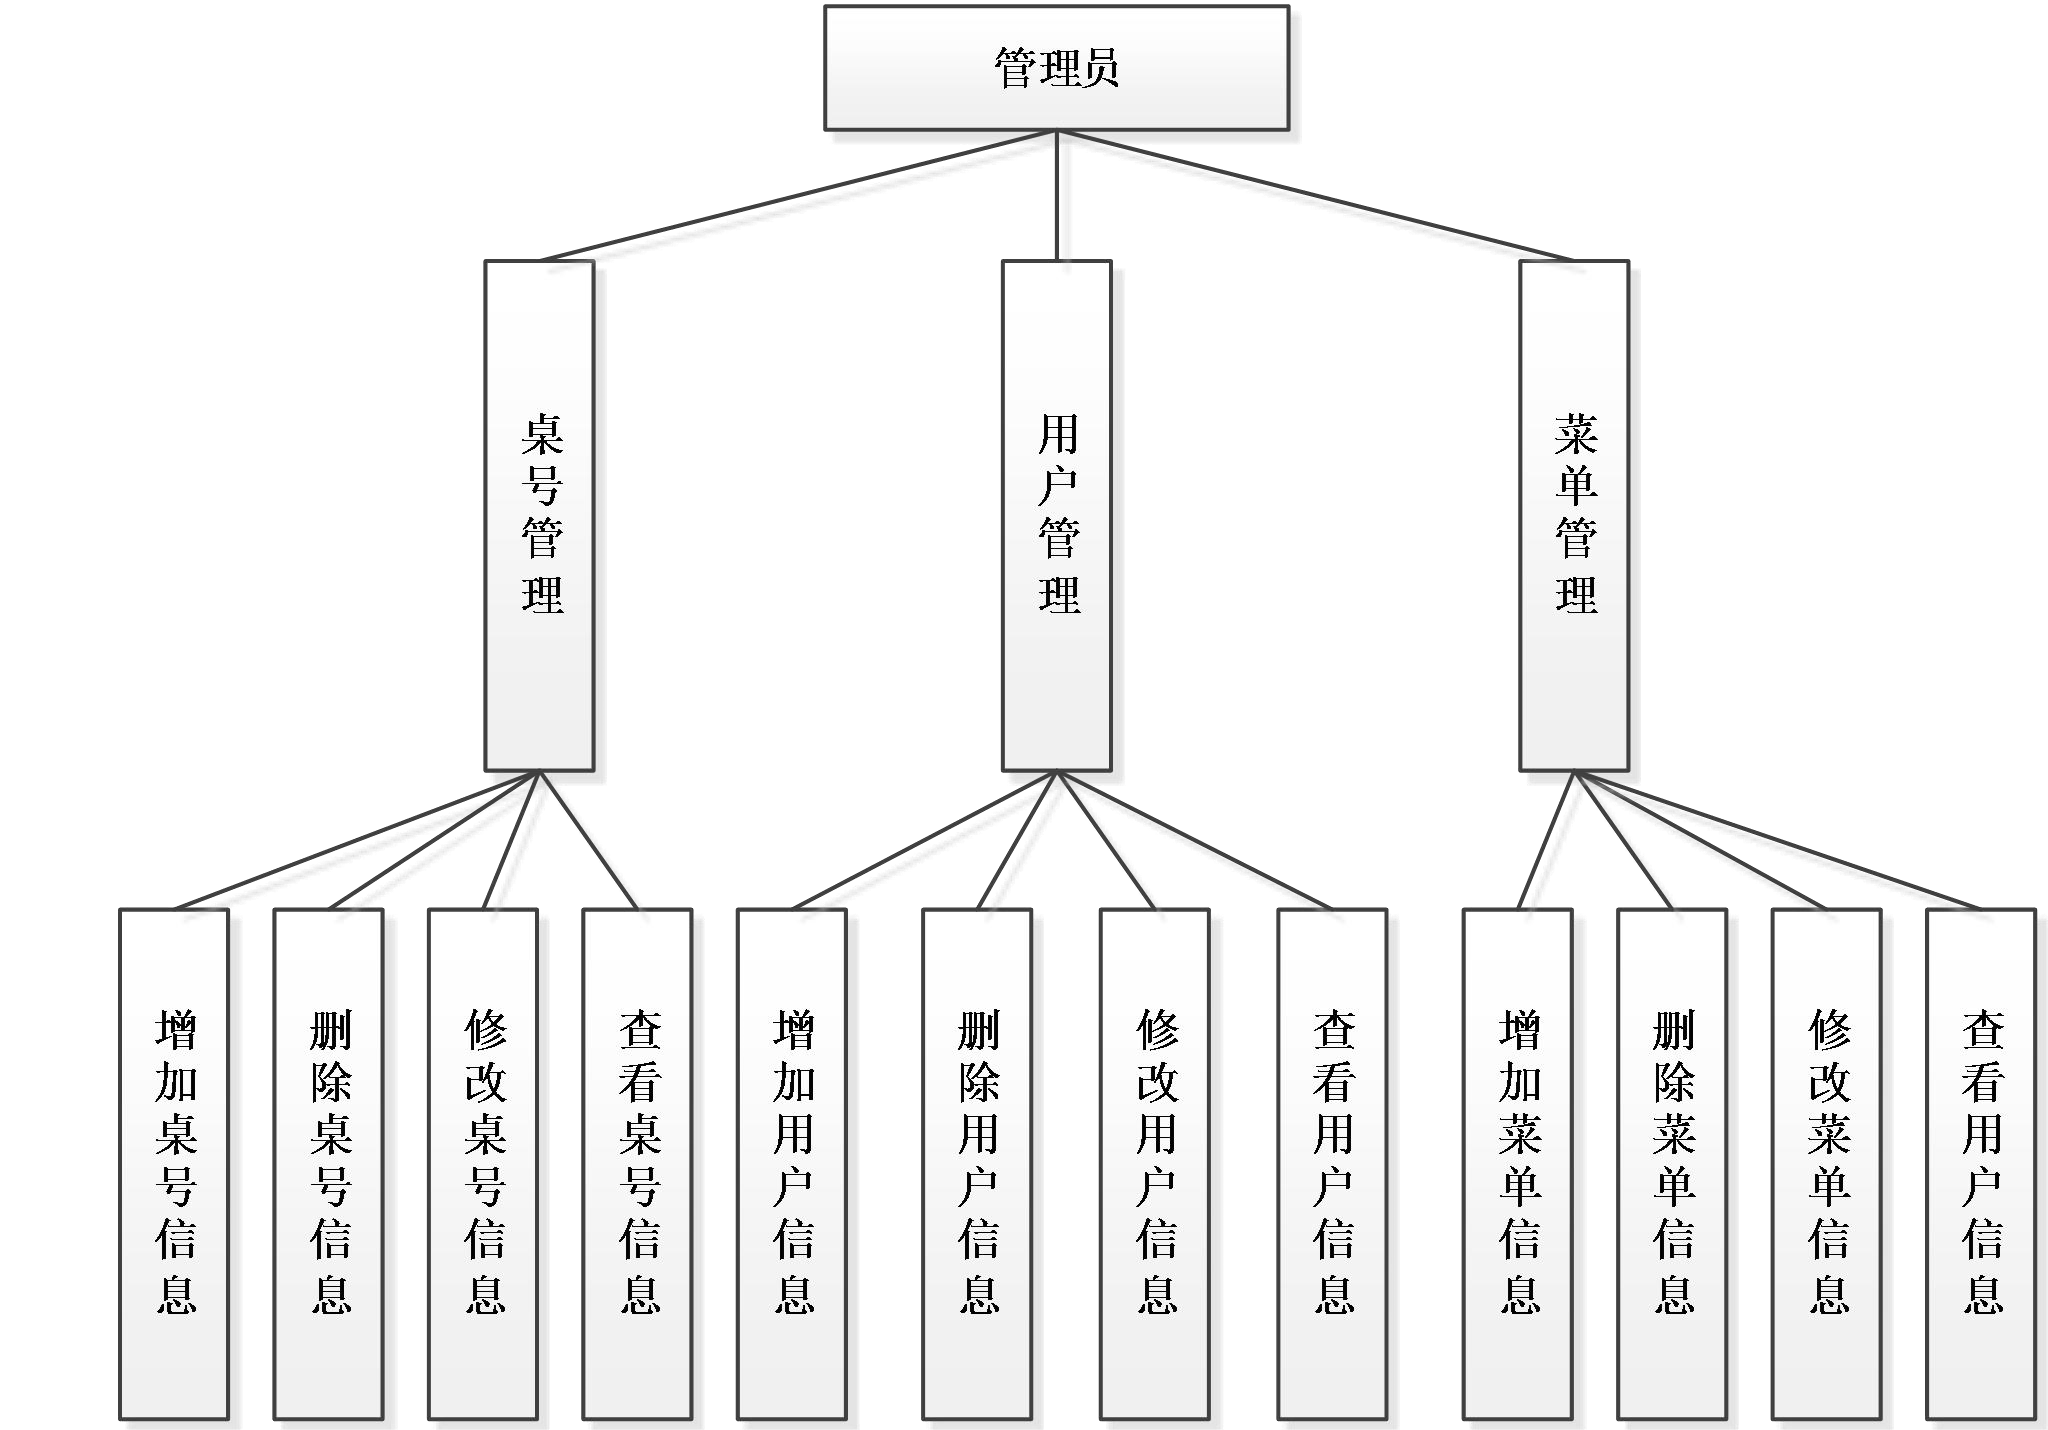 管理员
桌号管理
用户管理
菜单管理
增加桌号信息
删除桌号信息
修改桌号信息
查看桌号信息
增加用户信息
删除用户信息
修改用户信息
查看用户信息
增加菜单信息
删除菜单信息
修改菜单信息
查看用户信息